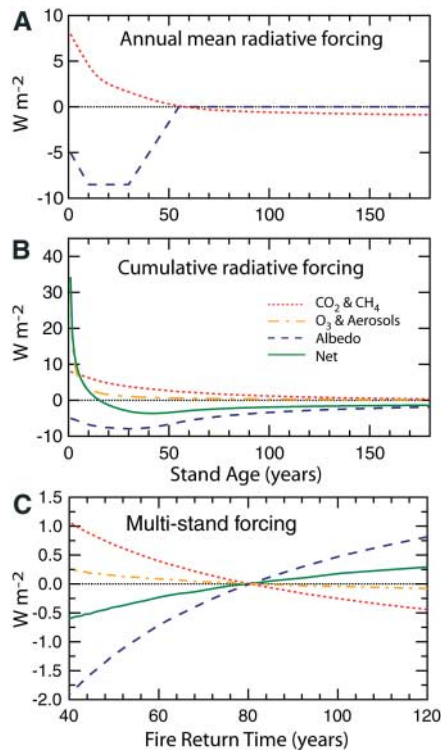 A
Annual mean radiative forcing
10
5
0
-5
-10
W m-2
0 50 100 150
B
Cumulative radiative forcing
40
30
20
10
0
-10
W m-2
CO2 & CH4
O3 & Aerosols
Albedo
Net
0 50 100 150
Stand Age (years)
C
Multi-stand forcing
1.5
1.0
0.5
0.0
-0.5
-1.0
-1.5
-2.0
W m-2
40 60 80 100 120
Fire Return Time (years)